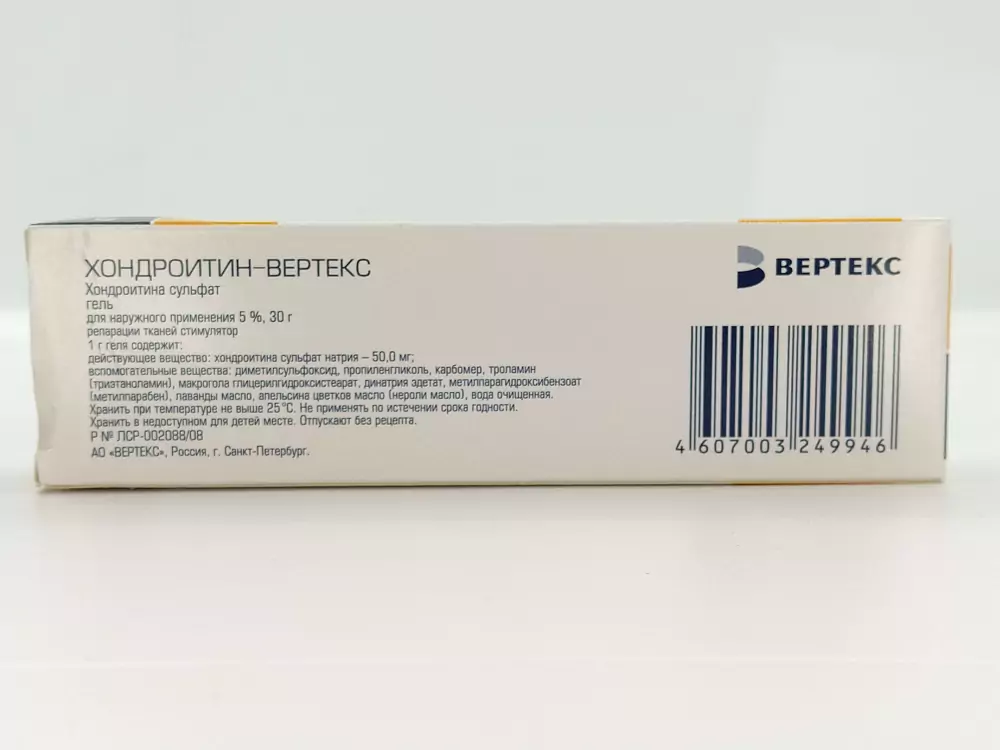 ХОНДРОИТИН-ВЕРТЕКС
Хондроитина сульфат
гель
для наружного применения 5 %, 30 г
репарации тканей стимулятор
1 г геля содержит:
действующее вещество: хондроитина сульфат натрия – 50,0 мг;
вспомогательные вещества: диметилсульфоксид, пропиленгликоль, карбомер, троламин
(триэтаноламин), макрогола глицерилгидроксистеарат, динатрия эдетат, метилпарагидроксибензоат
(метилпарабен), лаванды масло, апельсина цветков масло (нероли масло), вода очищенная.
Хранить при температуре не выше 25°С. Не применять по истечении срока годности.
Хранить в недоступном для детей месте. Отпускают без рецепта.
Р № ЛСР-002088/08
АО «ВЕРТЕКС», Россия, г. Санкт-Петербург.
ВЕРТЕКС
4 607003 249946